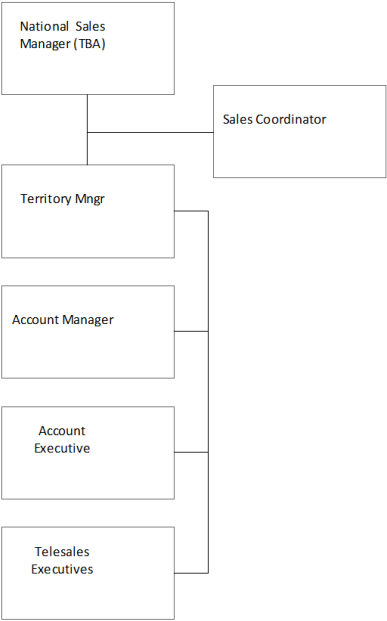 National Sales
Manager (TBA)
Sales Coordinator
Territory Mngr
Account Manager
Account
Executive
Telesales
Executives